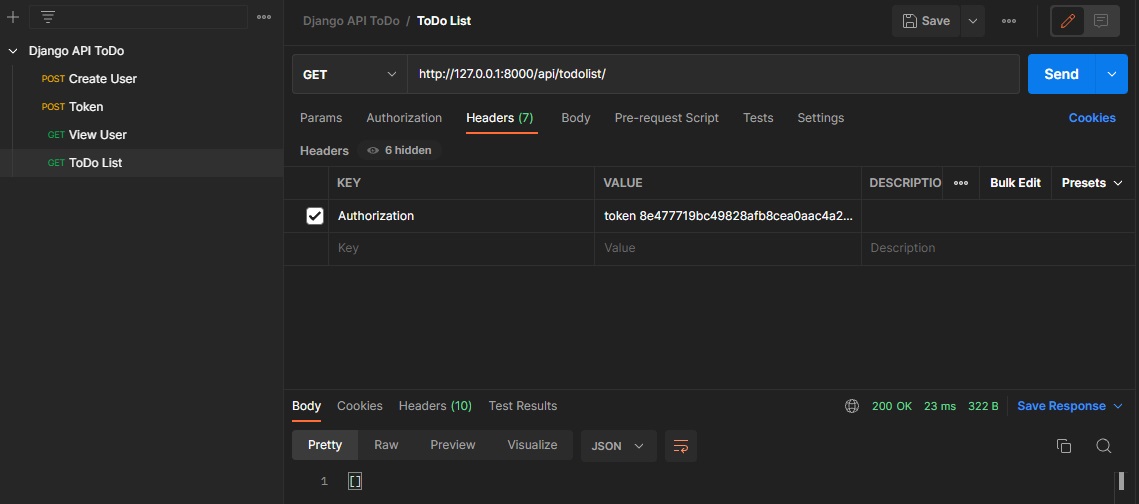 Django API ToDo / ToDo List
Save
Django API ToDo
POST Create User
POST Token
GET View User
GET ToDo List
GET http://127.0.0.1:8000/api/todolist/ Send
Params Authorization Headers (7) Body Pre-request Script Tests Settings Cookies
Headers 6 hidden
KEY VALUE DESCRIPTIO Bulk Edit Presets
Authorization token 8e477719bc49828afb8cea0aac4a2...
Key Value Description
Body Cookies Headers (10) Test Results 200 OK 23 ms 322 B Save Response
Pretty Raw Preview Visualize JSON
1 []